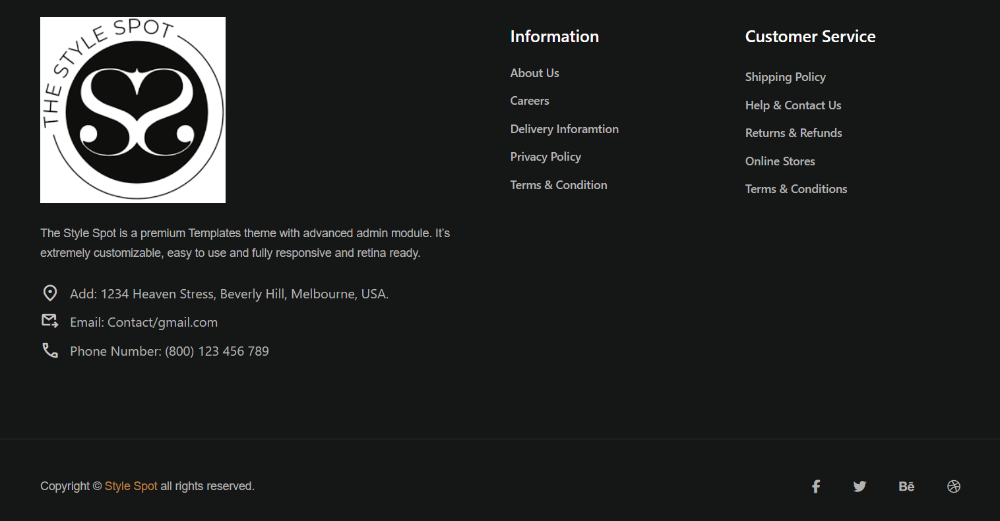 THE STYLE SPOT
The Style Spot is a premium Templates theme with advanced admin module. It's
extremely customizable, easy to use and fully responsive and retina ready.
Add: 1234 Heaven Stress, Beverly Hill, Melbourne, USA.
Email: Contact/gmail.com
Phone Number: (800) 123 456 789
Information
About Us
Careers
Delivery Inforamtion
Privacy Policy
Terms & Condition
Customer Service
Shipping Policy
Help & Contact Us
Returns & Refunds
Online Stores
Terms & Conditions
Copyright © Style Spot all rights reserved.
Bē